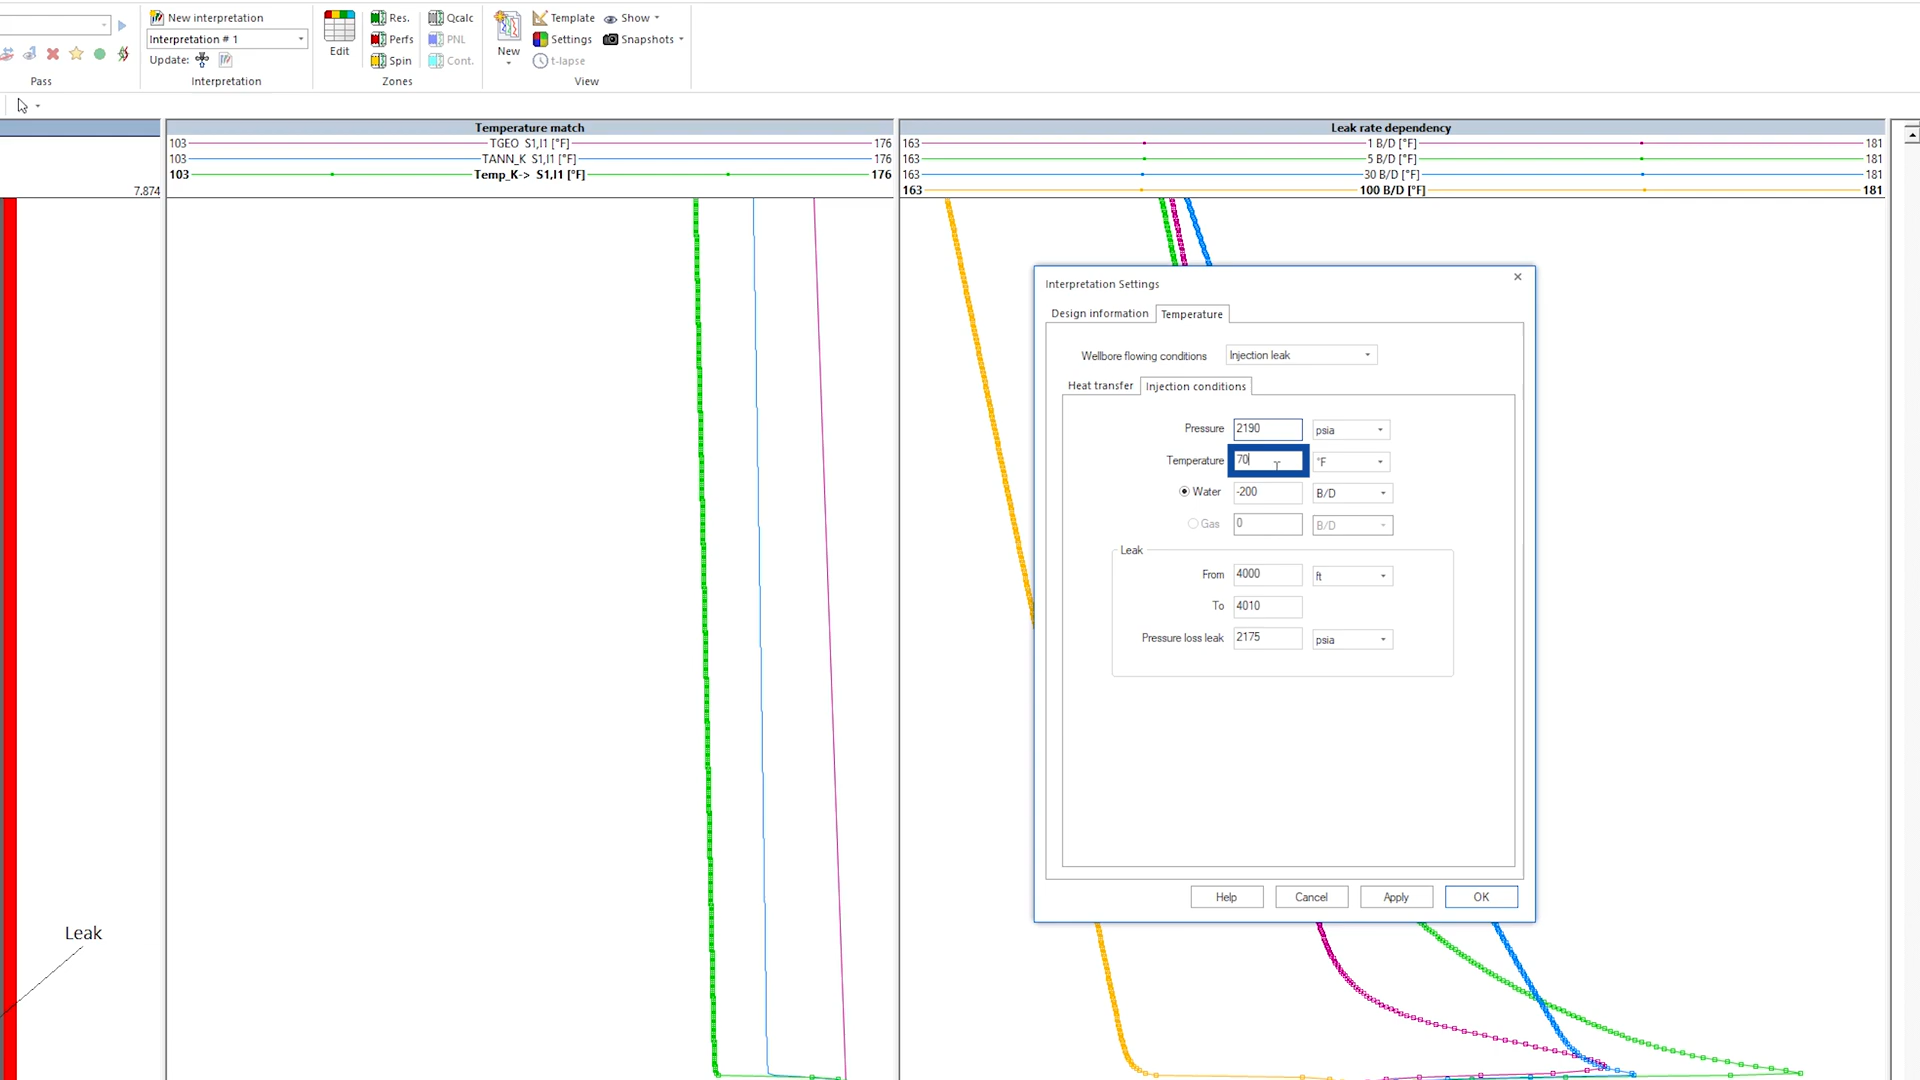 New interpretation
Interpretation # 1
Update:
Pass
Interpretation
Edit
Res.
Perfs
Spin
Qcalc
PNL
Cont.
Zones
New
Template
Settings
t-lapse
Show
Snapshots
View
7.874
Temperature match
103 TGEO S1,I1 [°F] 176
103 TANN_K S1,I1 [°F] 176
103 Temp_K-> S1,I1 [°F] 176
Leak rate dependency
163 1 B/D [°F] 181
163 5 B/D [°F] 181
163 30 B/D [°F] 181
163 100 B/D [°F] 181
Interpretation Settings
Design information Temperature
Wellbore flowing conditions Injection leak
Heat transfer Injection conditions
Pressure 2190 psia
Temperature 70 °F
Water -200 B/D
Gas 0 B/D
Leak
From 4000 ft
To 4010
Pressure loss leak 2175 psia
Help Cancel Apply OK
Leak